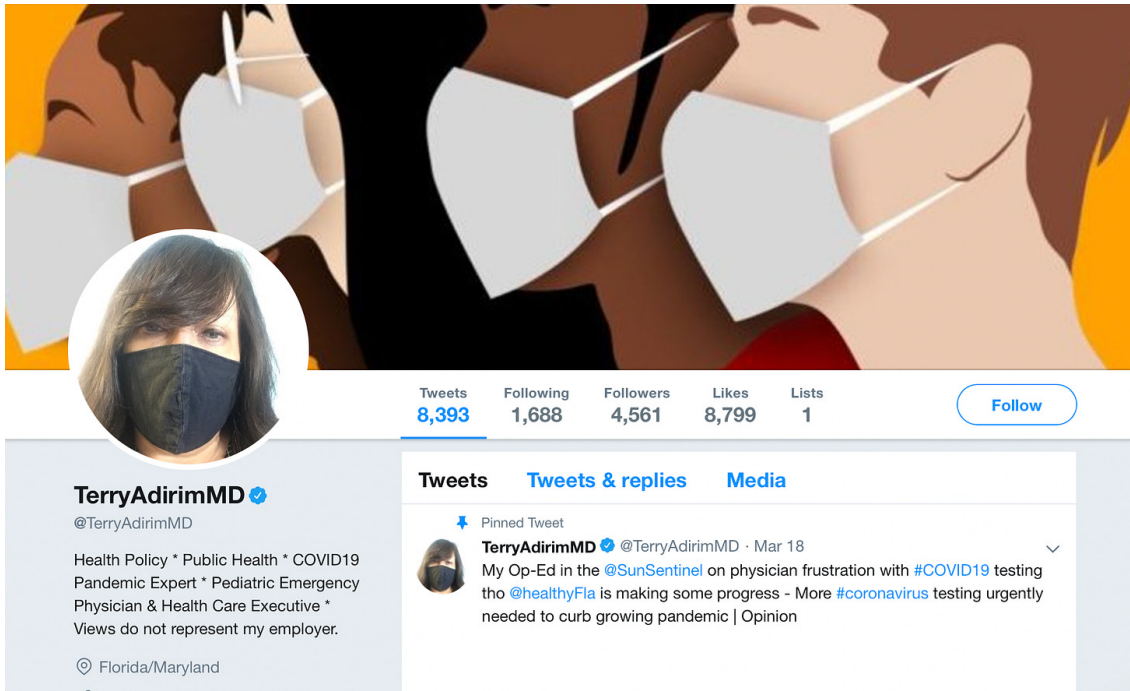 Tweets Following Followers Likes Lists
8,393 1,688 4,561 8,799 1
Follow
TerryAdirimMD
@TerryAdirimMD
Health Policy * Public Health * COVID19
Pandemic Expert * Pediatric Emergency
Physician & Health Care Executive *
Views do not represent my employer.
Florida/Maryland
Tweets Tweets & replies Media
Pinned Tweet
TerryAdirimMD @TerryAdirimMD · Mar 18
My Op-Ed in the @SunSentinel on physician frustration with #COVID19 testing
tho @healthyFla is making some progress - More #coronavirus testing urgently
needed to curb growing pandemic | Opinion